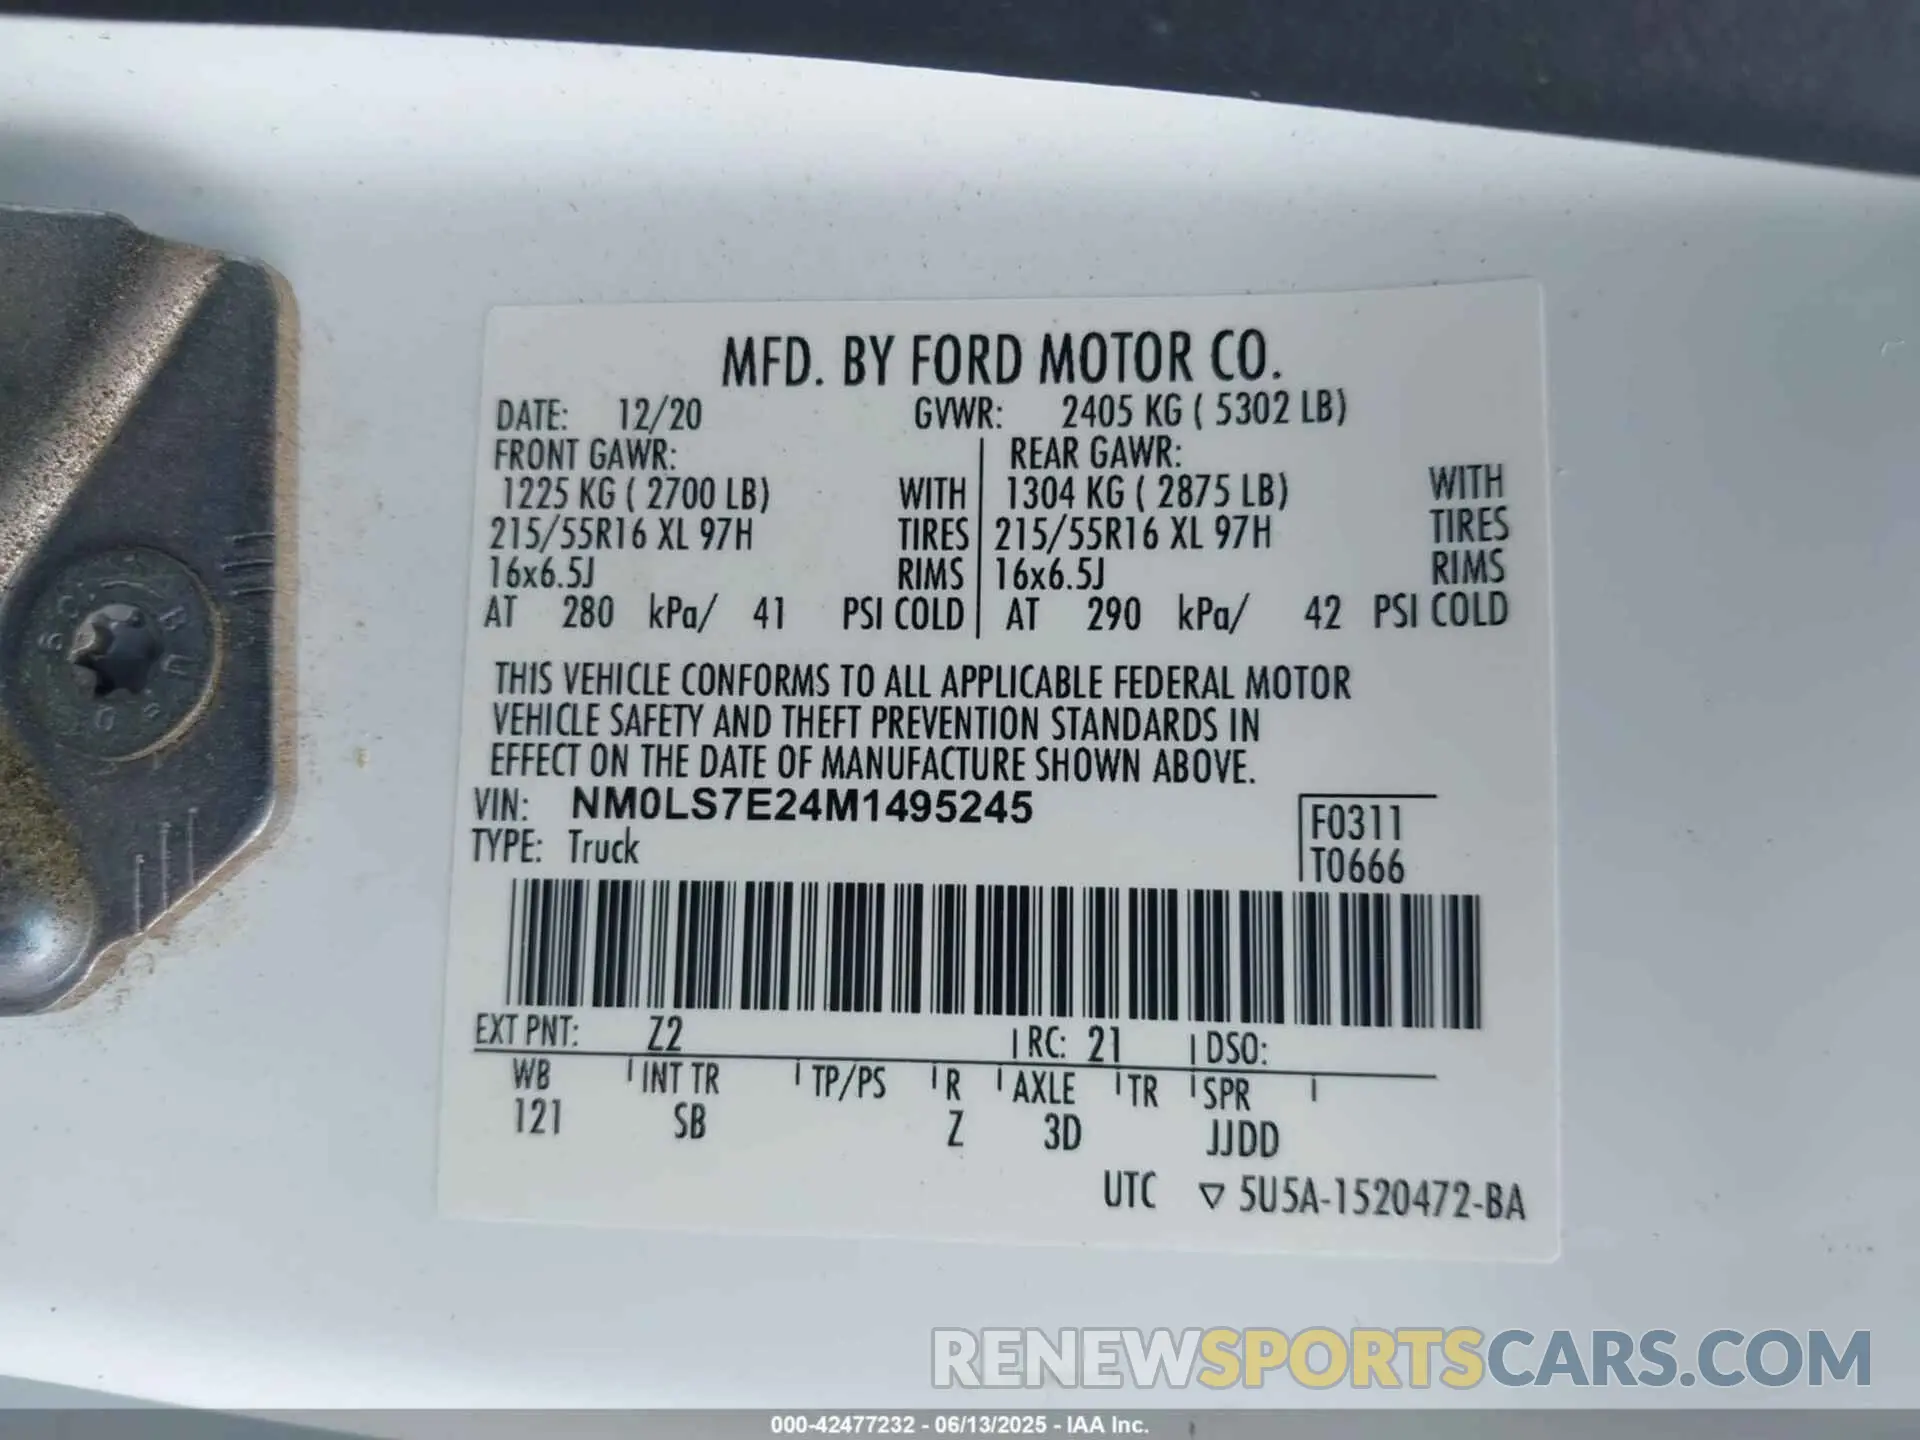 MFD. BY FORD MOTOR CO.
DATE: 12/20 GVWR: 2405 KG ( 5302 LB)
FRONT GAWR: REAR GAWR:
1225 KG ( 2700 LB) WITH 1304 KG ( 2875 LB) WITH
215/55R16 XL 97H TIRES 215/55R16 XL 97H TIRES
16x6.5J RIMS 16x6.5J RIMS
AT 280 kPa/ 41 PSI COLD AT 290 kPa/ 42 PSI COLD
THIS VEHICLE CONFORMS TO ALL APPLICABLE FEDERAL MOTOR
VEHICLE SAFETY AND THEFT PREVENTION STANDARDS IN
EFFECT ON THE DATE OF MANUFACTURE SHOWN ABOVE.
VIN: NM0LS7E24M1495245 F0311
TYPE: Truck T0666
EXT PNT: Z2 RC: 21 DSO:
WB INT TR TP/PS R AXLE TR SPR
121 SB Z 3D JJDD
UTC ▽ 5U5A-1520472-BA
RENEWSPORTSCARS.COM
000-42477232 - 06/13/2025 - IAA Inc.